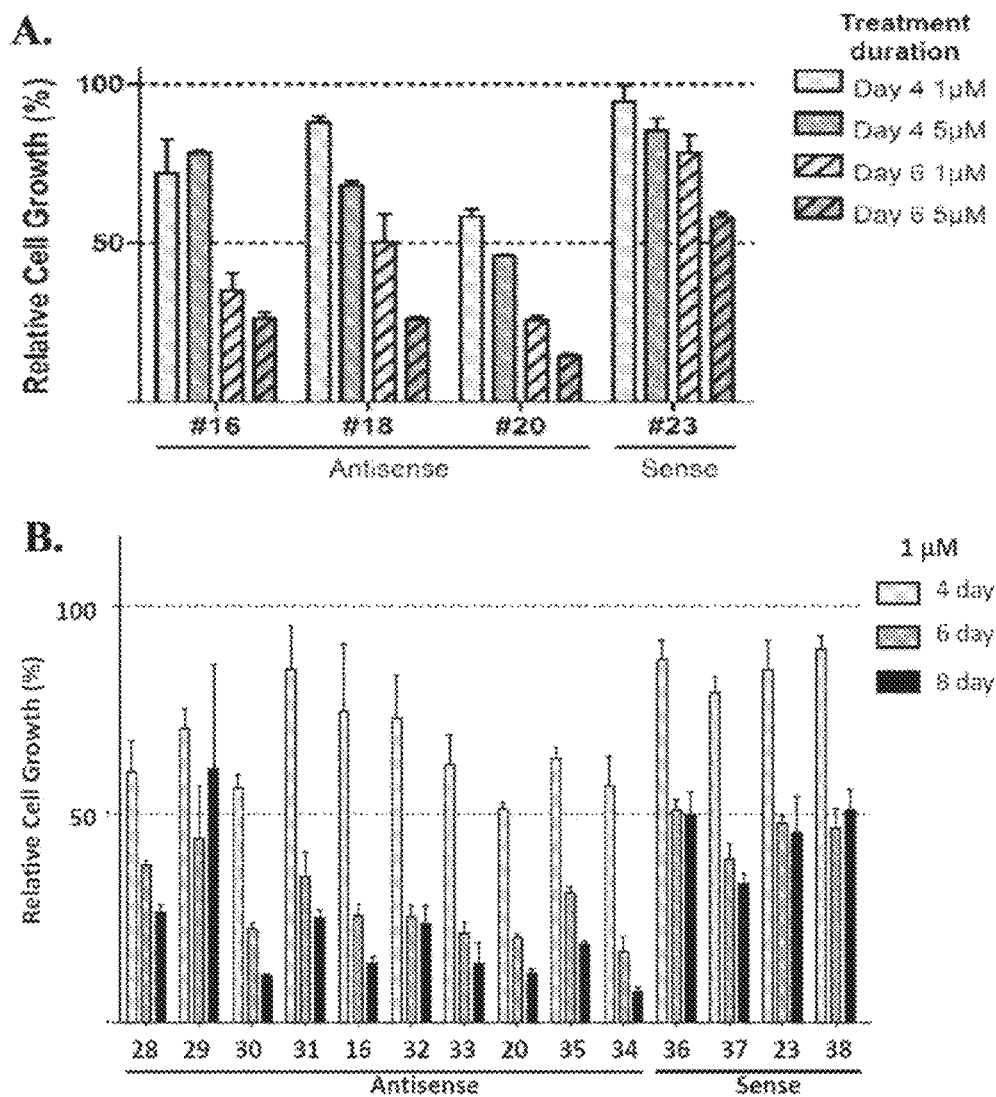 A.
Treatment
duration
Day 4 1μM
Day 4 5μM
Day 6 1μM
Day 6 5μM
Relative Cell Growth (%)
100
50
#16
#18
#20
#23
Antisense
Sense
B.
1 μM
4 day
6 day
8 day
Relative Cell Growth (%)
100
50
28 29 30 31 16 32 33 20 35 34 36 37 23 38
Antisense
Sense